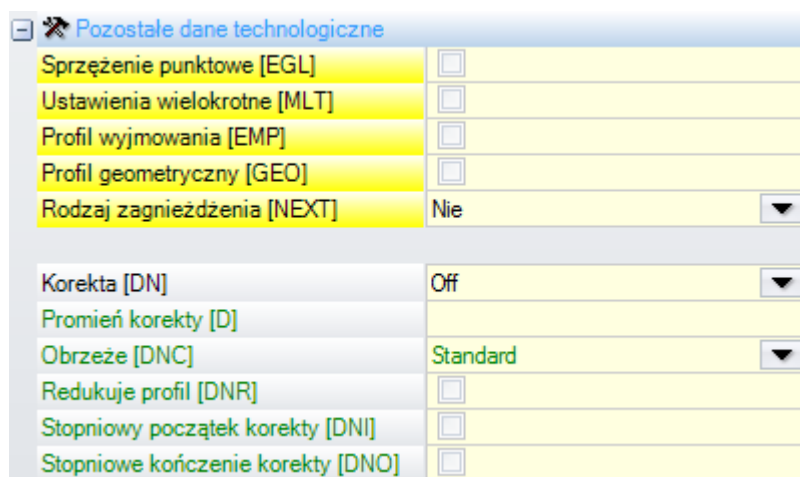 Pozostałe dane technologiczne
Sprzężenie punktowe [EGL]
Ustawienia wielokrotne [MLT]
Profil wyjmowania [EMP]
Profil geometryczny [GEO]
Rodzaj zagnieżdżenia [NEXT] Nie
Korekta [DN] Off
Promień korekty [D]
Obrzeże [DNC] Standard
Redukuje profil [DNR]
Stopniowy początek korekty [DNI]
Stopniowe kończenie korekty [DNO]